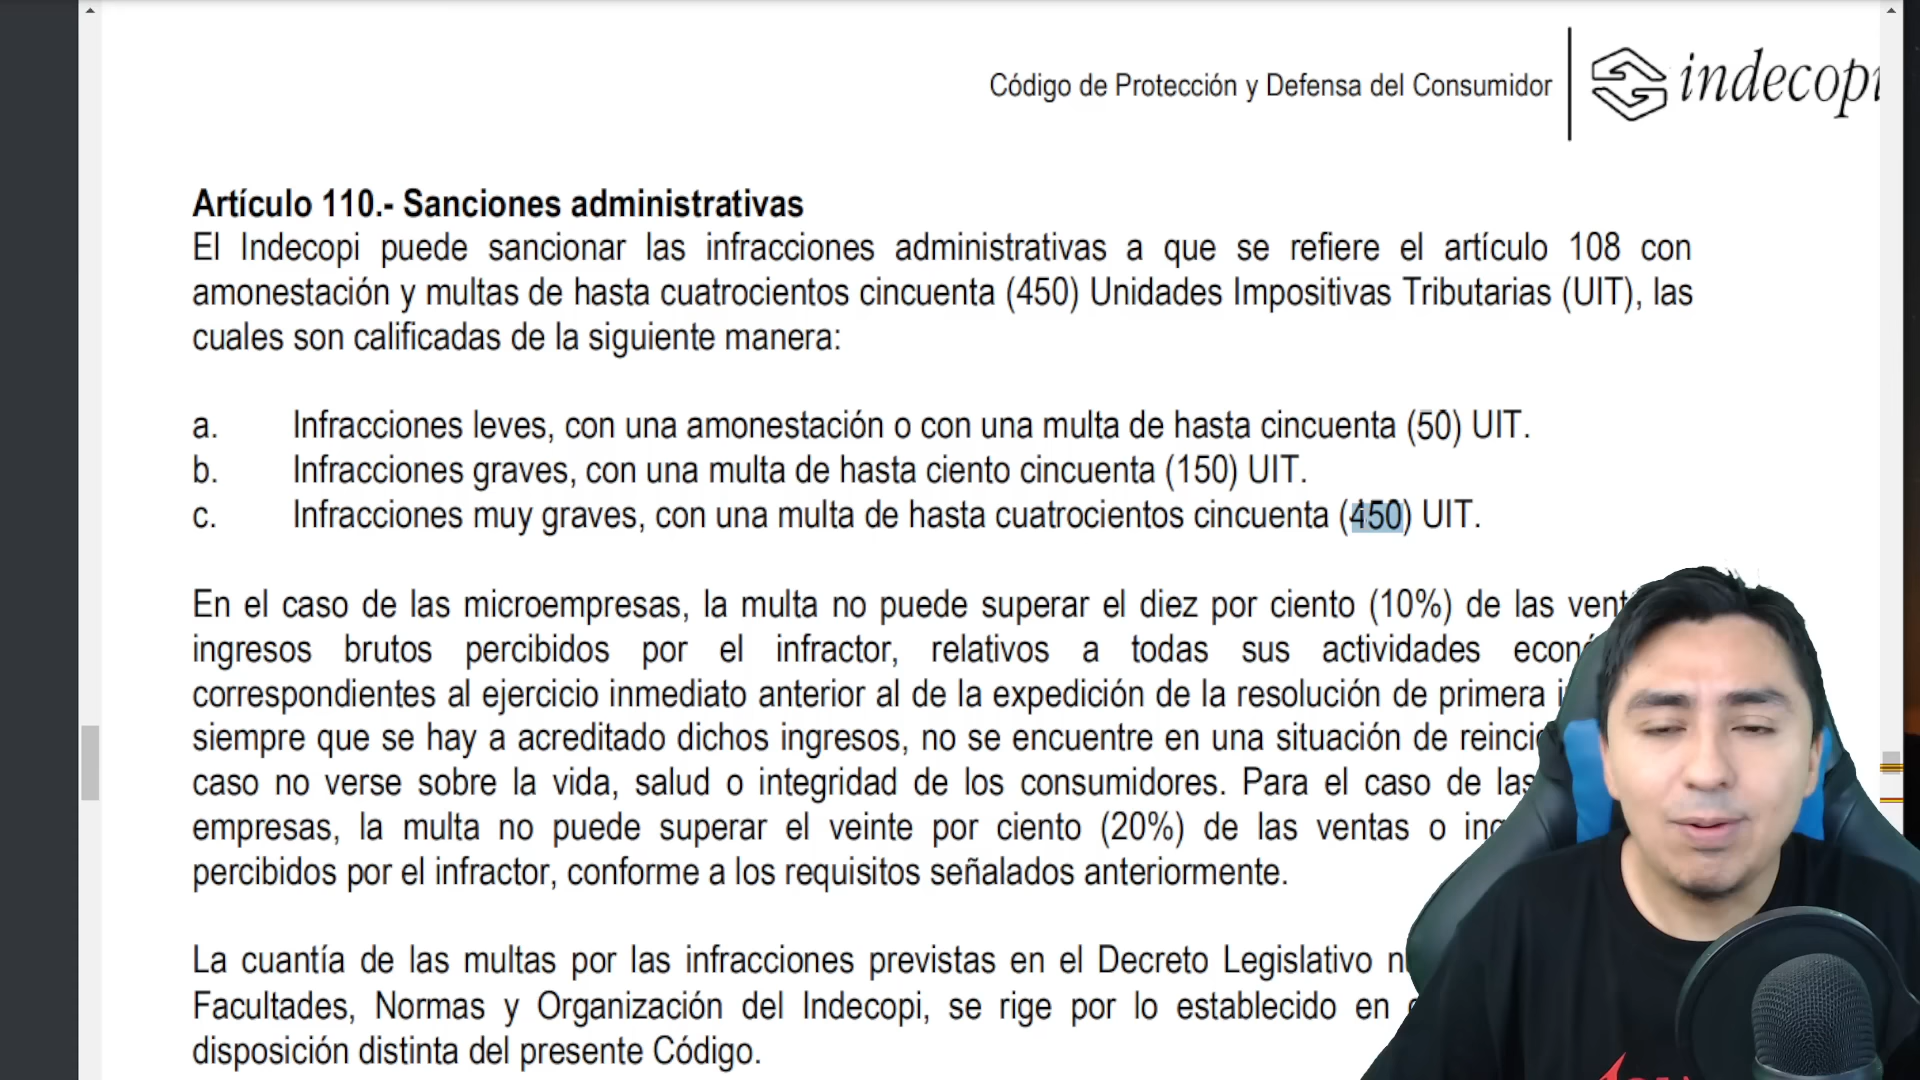 Código de Protección y Defensa del Consumidor
Artículo 110.- Sanciones administrativas
El Indecopi puede sancionar las infracciones administrativas a que se refiere el artículo 108 con
amonestación y multas de hasta cuatrocientos cincuenta (450) Unidades Impositivas Tributarias (UIT), las
cuales son calificadas de la siguiente manera:
a. Infracciones leves, con una amonestación o con una multa de hasta cincuenta (50) UIT.
b. Infracciones graves, con una multa de hasta ciento cincuenta (150) UIT.
c. Infracciones muy graves, con una multa de hasta cuatrocientos cincuenta (450) UIT.
En el caso de las microempresas, la multa no puede superar el diez por ciento (10%) de las
ingresos brutos percibidos por el infractor, relativos a todas sus actividades
correspondientes al ejercicio inmediato anterior al de la expedición de la resolución de primera
siempre que se hay a acreditado dichos ingresos, no se encuentre en una situación de
caso no verse sobre la vida, salud o integridad de los consumidores. Para el caso de las
empresas, la multa no puede superar el veinte por ciento (20%) de las ventas o
percibidos por el infractor, conforme a los requisitos señalados anteriormente.
La cuantía de las multas por las infracciones previstas en el Decreto Legislativo
Facultades, Normas y Organización del Indecopi, se rige por lo establecido en
disposición distinta del presente Código.